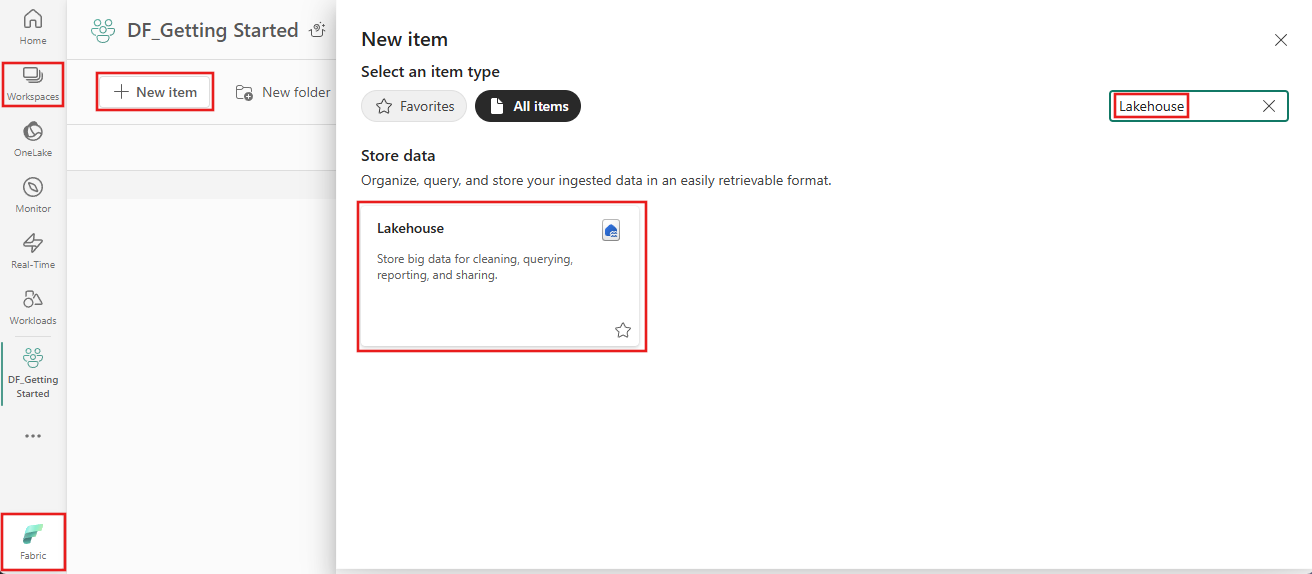 Home
Workspaces
OneLake
Monitor
Real-Time
Workloads
DF_Getting
Started
Fabric
DF_Getting Started
New item
New folder
New item
Select an item type
Favorites
All items
Lakehouse
Store data
Organize, query, and store your ingested data in an easily retrievable format.
Lakehouse
Store big data for cleaning, querying,
reporting, and sharing.